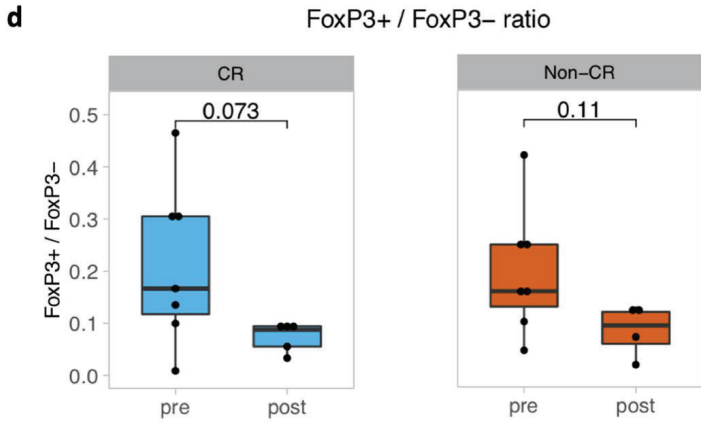 d
FoxP3+ / FoxP3− ratio
CR
Non−CR
0.073
0.11
FoxP3+ / FoxP3−
0.5
0.4
0.3
0.2
0.1
0.0
pre
post
pre
post